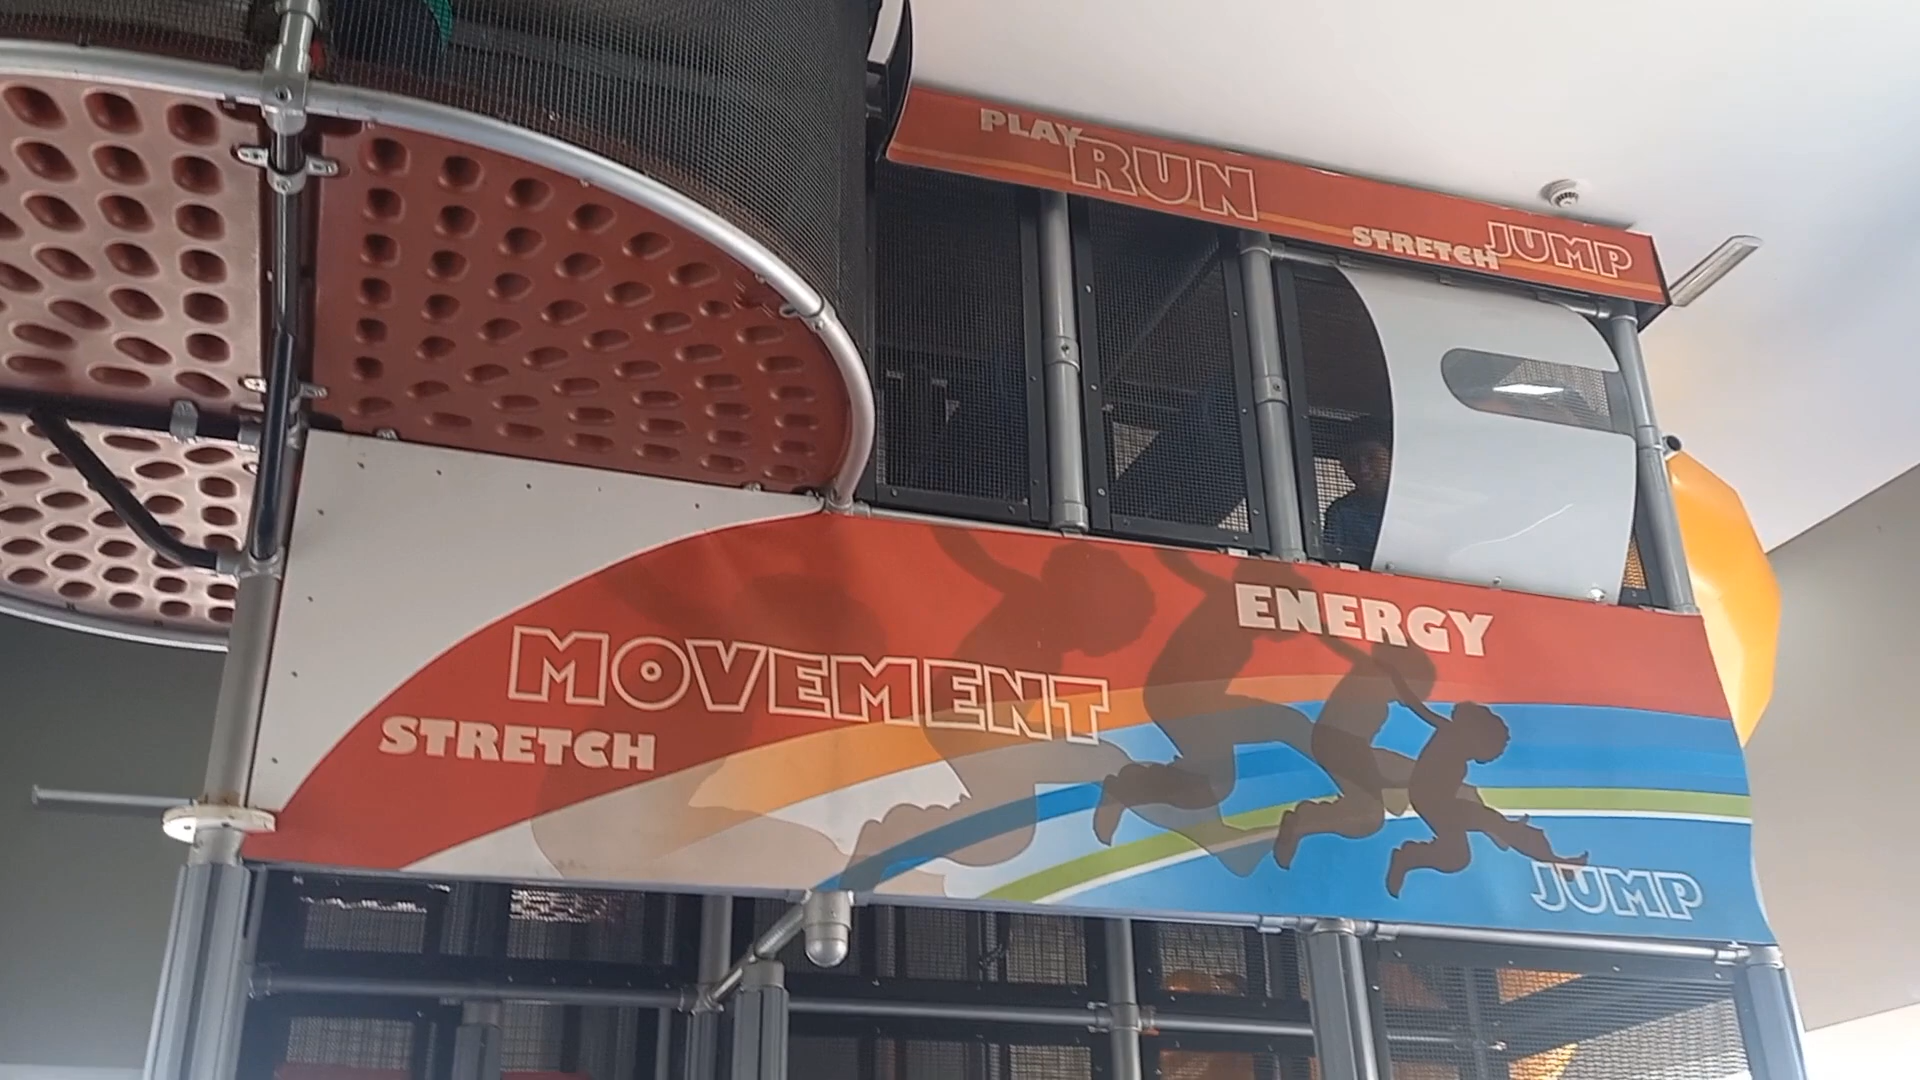 PLAY
RUN
STRETCH
JUMP
ENERGY
MOVEMENT
STRETCH
JUMP